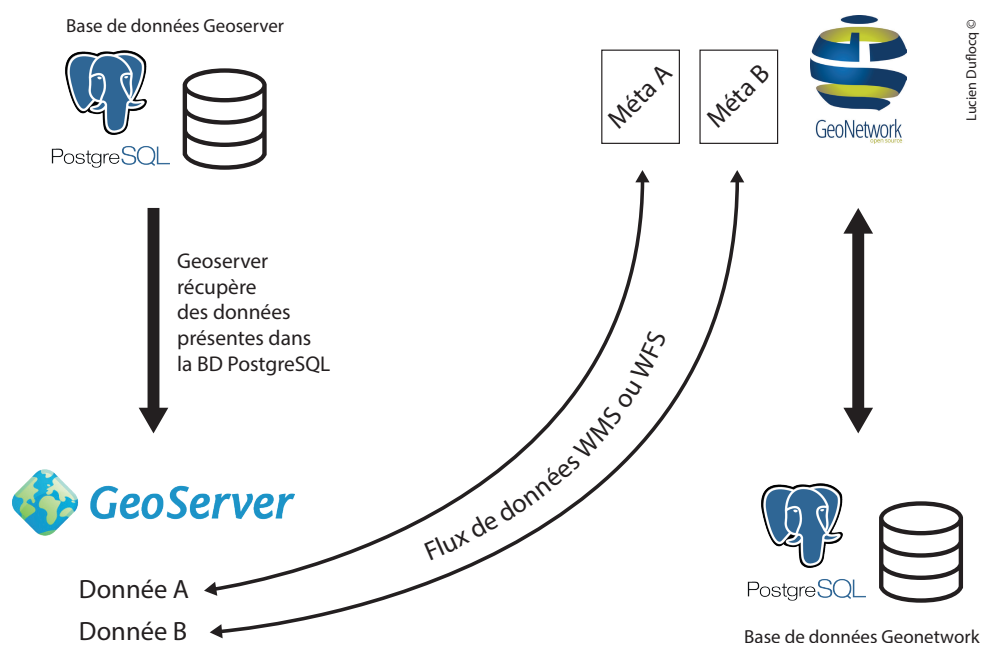 Base de données Geoserver
PostgreSQL
Geoserver
récupère
des données
présentes dans
la BD PostgreSQL
GeoServer
Donnée A
Donnée B
Flux de données WMS ou WFS
Méta A
Méta B
GeoNetwork
open source
Lucien Duflocq ©
PostgreSQL
Base de données Geonetwork